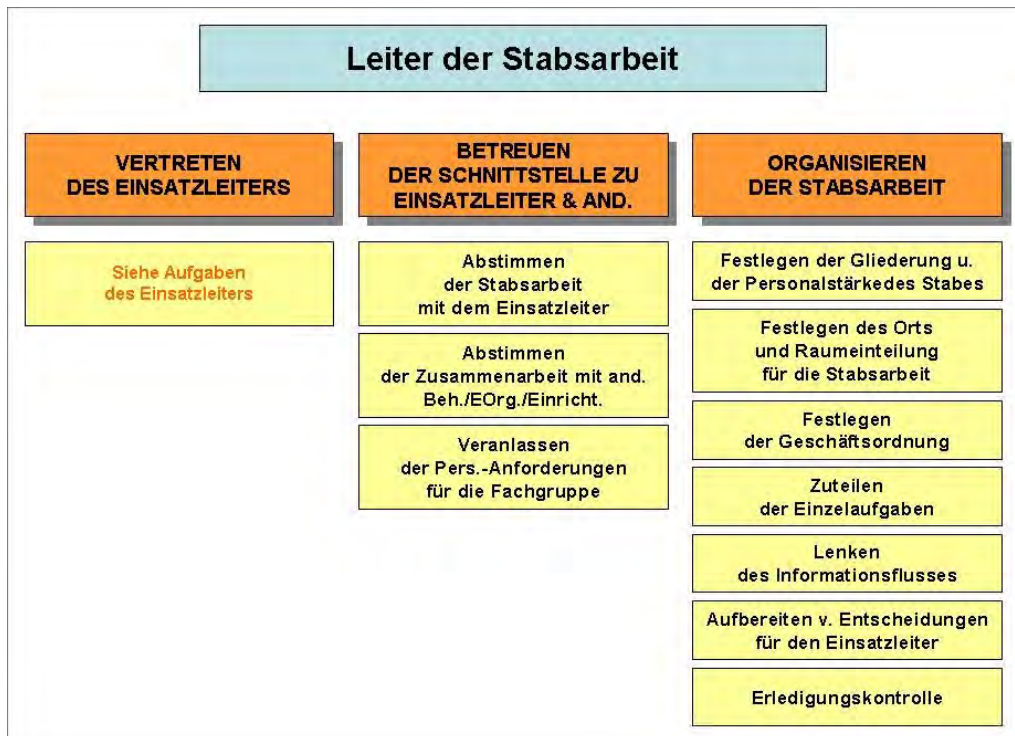 Leiter der Stabsarbeit
VERTRETEN
DES EINSATZLEITERS
Siehe Aufgaben
des Einsatzleiters
BETREUEN
DER SCHNITTSTELLE ZU
EINSATZLEITER & AND.
Abstimmen
der Stabsarbeit
mit dem Einsatzleiter
Abstimmen
der Zusammenarbeit mit and.
Beh./EOrg./Einricht.
Veranlassen
der Pers.-Anforderungen
für die Fachgruppe
ORGANISIEREN
DER STABSARBEIT
Festlegen der Gliederung u.
der Personalstärkedes Stabes
Festlegen des Orts
und Raumeinteilung
für die Stabsarbeit
Festlegen
der Geschäftsordnung
Zuteilen
der Einzelaufgaben
Lenken
des Informationsflusses
Aufbereiten v. Entscheidungen
für den Einsatzleiter
Erledigungskontrolle